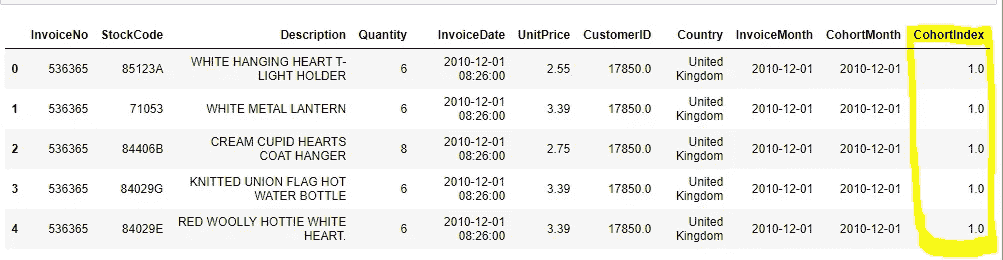 InvoiceNo StockCode Description Quantity InvoiceDate UnitPrice CustomerID Country InvoiceMonth CohortMonth CohortIndex
0 536365 85123A WHITE HANGING HEART T-LIGHT HOLDER 6 2010-12-01 08:26:00 2.55 17850.0 United Kingdom 2010-12-01 2010-12-01 1.0
1 536365 71053 WHITE METAL LANTERN 6 2010-12-01 08:26:00 3.39 17850.0 United Kingdom 2010-12-01 2010-12-01 1.0
2 536365 84406B CREAM CUPID HEARTS COAT HANGER 8 2010-12-01 08:26:00 2.75 17850.0 United Kingdom 2010-12-01 2010-12-01 1.0
3 536365 84029G KNITTED UNION FLAG HOT WATER BOTTLE 6 2010-12-01 08:26:00 3.39 17850.0 United Kingdom 2010-12-01 2010-12-01 1.0
4 536365 84029E RED WOOLLY HOTTIE WHITE HEART. 6 2010-12-01 08:26:00 3.39 17850.0 United Kingdom 2010-12-01 2010-12-01 1.0